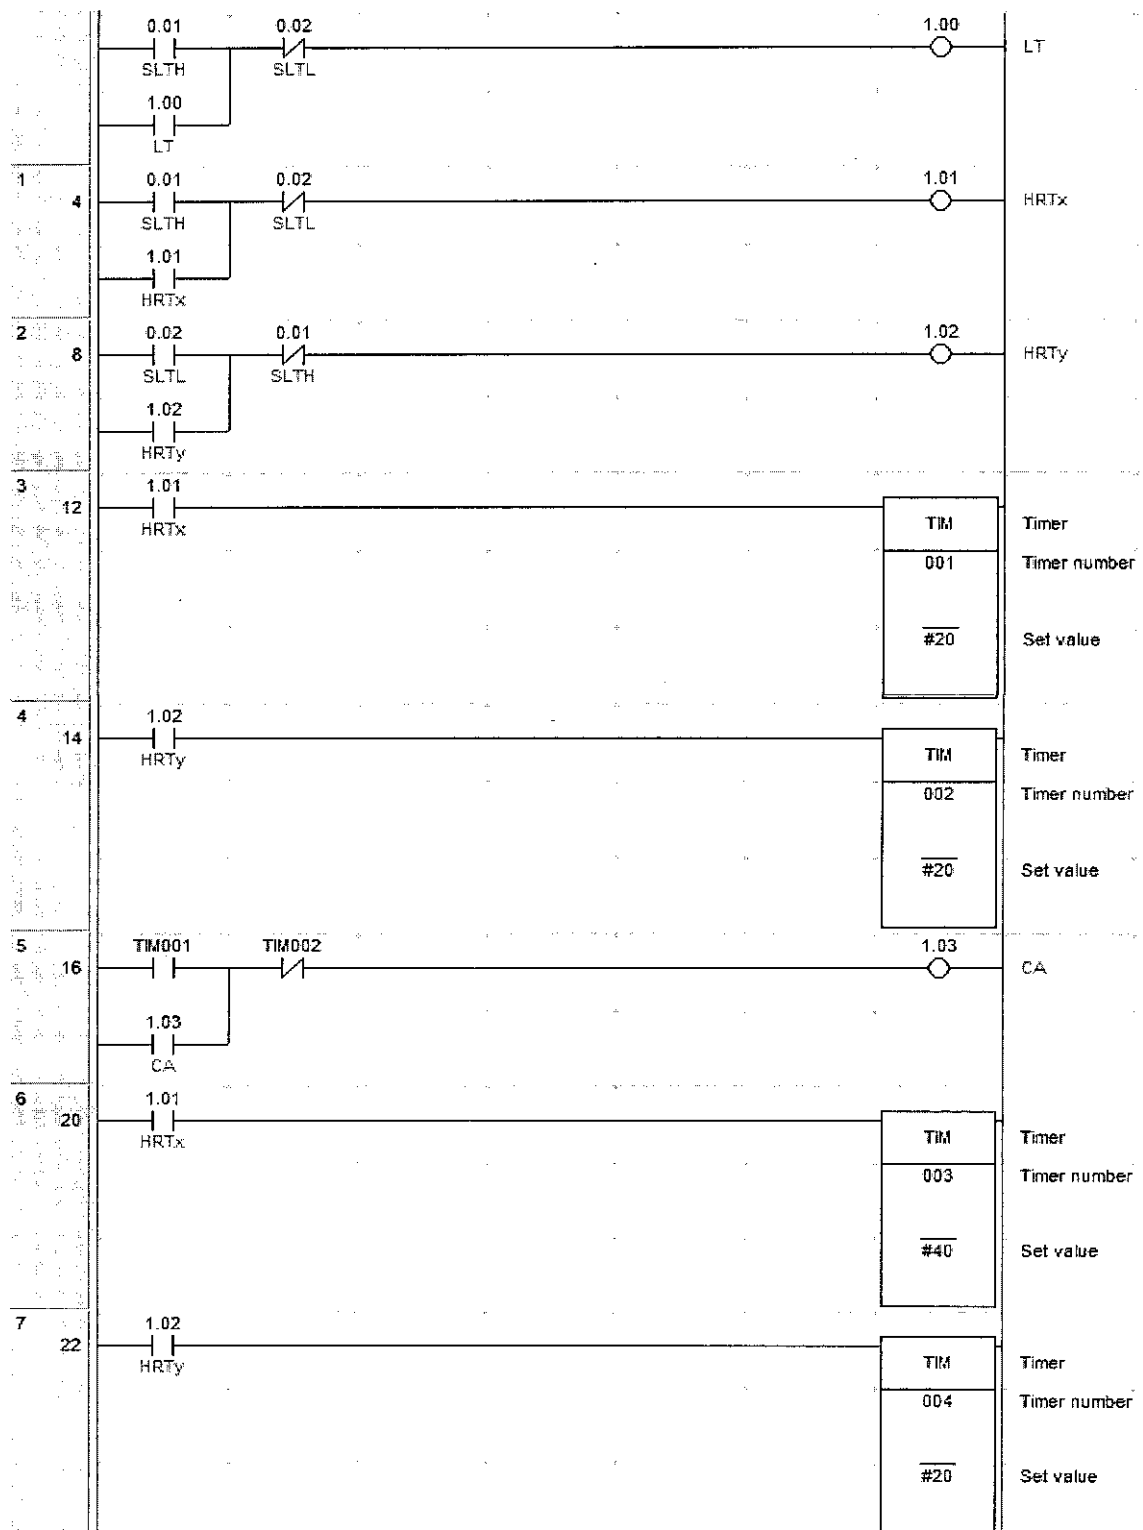 0.01 0.02 1.00
LT
SLTH SLTL
1.00
LT
1
0.01 0.02 1.01
4
HRTx
SLTH SLTL
1.01
HRTx
2
0.02 0.01 1.02
8
HRTy
SLTL SLTH
1.02
HRTy
3
1.01
12
HRTx
TIM Timer
001 Timer number
#20 Set value
4
1.02
14
HRTy
TIM Timer
002 Timer number
#20 Set value
5
TIM001 TIM002 1.03
16
CA
1.03
CA
6
1.01
20
HRTx
TIM Timer
003 Timer number
#40 Set value
7
1.02
22
HRTy
TIM Timer
004 Timer number
#20 Set value